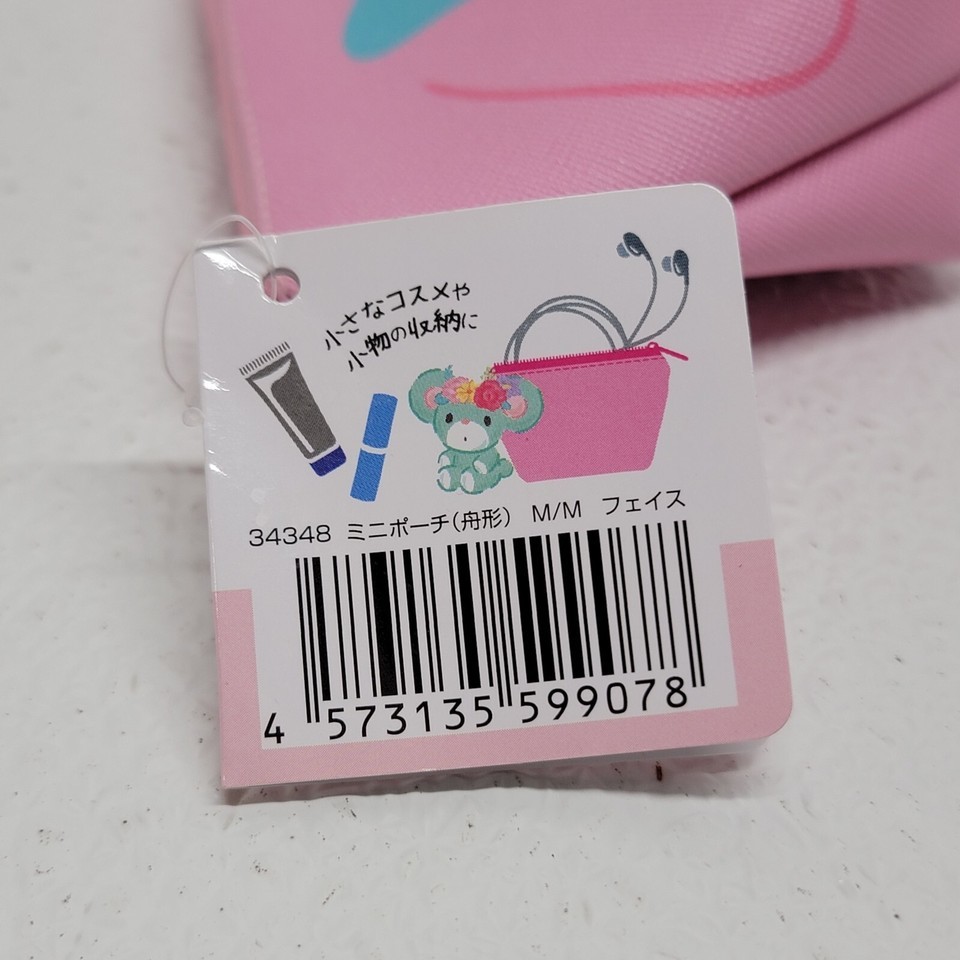 小さなコスメや
小物の収納に
34348 ミニポーチ(舟形) M/M フェイス
4 573135 599078